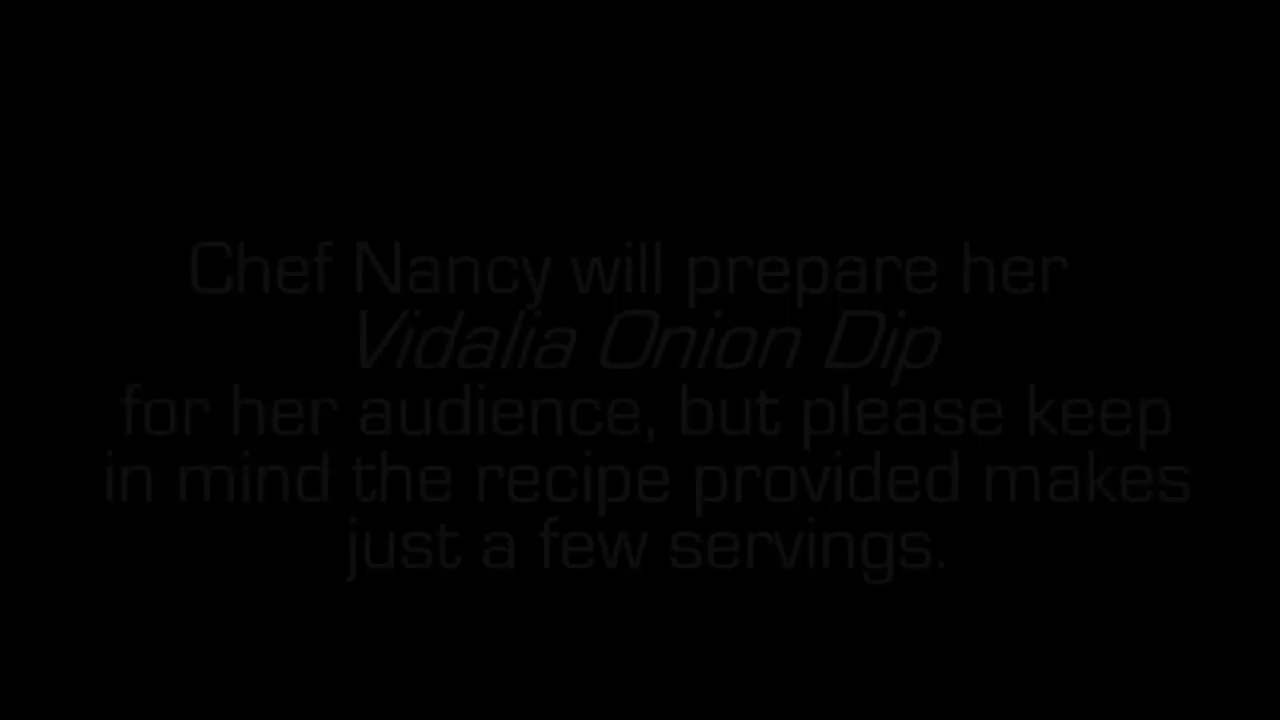 Chef Nancy will prepare her
Vidalia Onion Dip
for her audience, but please keep
in mind the recipe provided makes
just a few servings.